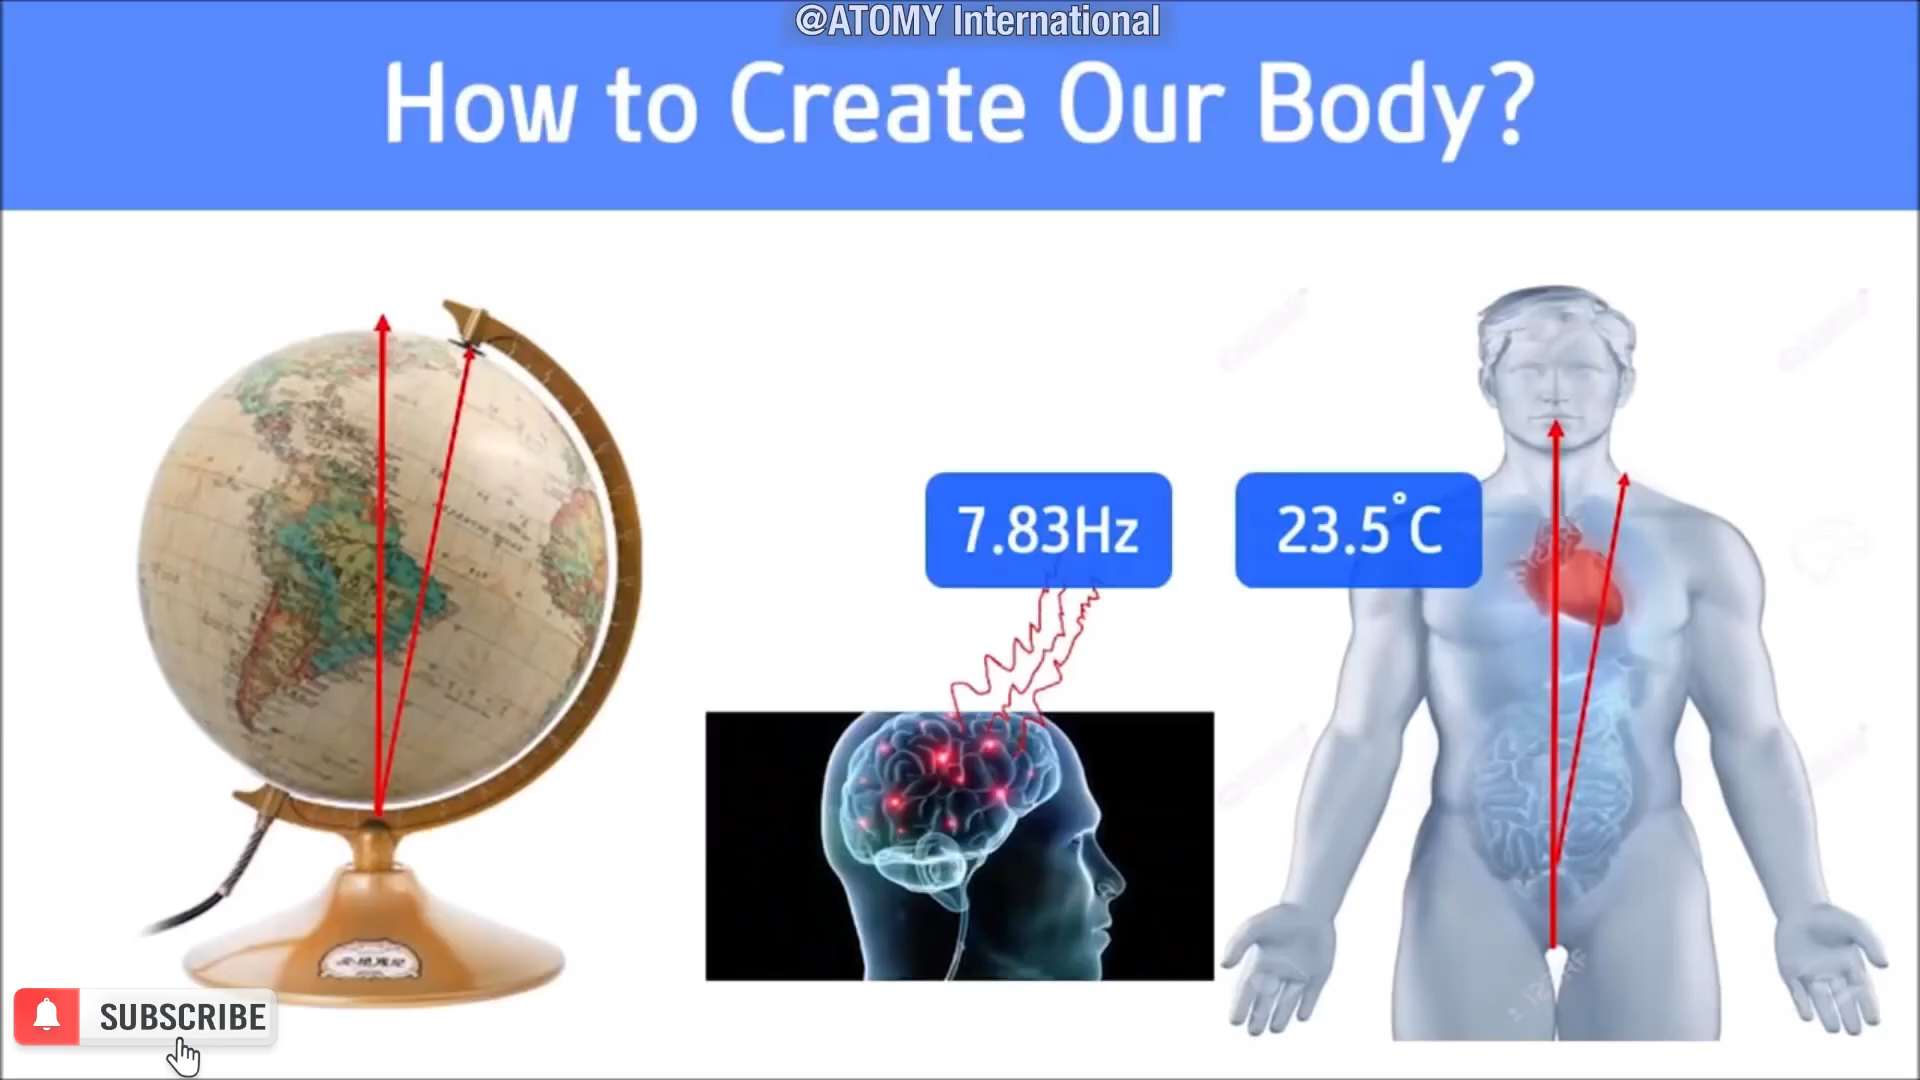 @ATOMY International
How to Create Our Body?
7.83Hz
23.5°C
SUBSCRIBE